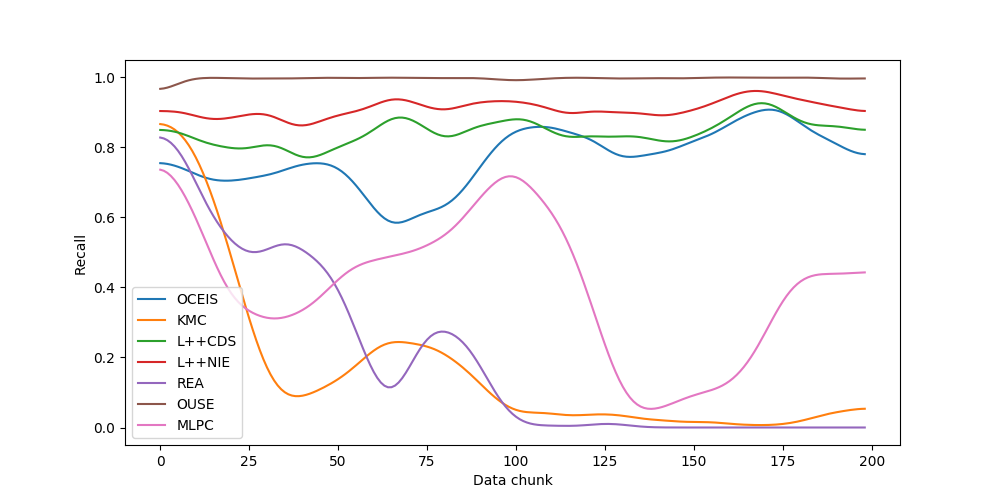 1.0
0.8
0.6
0.4
0.2
0.0
Recall
OCEIS
KMC
L++CDS
L++NIE
REA
OUSE
MLPC
0 25 50 75 100 125 150 175 200
Data chunk